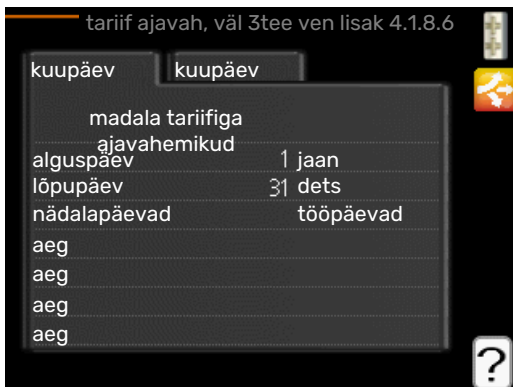 tariif ajavah, väl 3tee ven lisak 4.1.8.6
kuupäev kuupäev
madala tariifiga
ajavahemikud
alguspäev 1 jaan
lõpupäev 31 dets
nädalapäevad tööpäevad
aeg
aeg
aeg
aeg
?